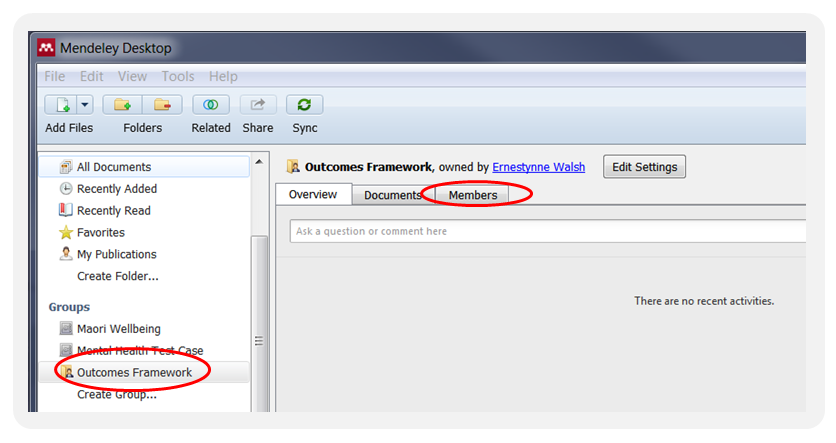 Mendeley Desktop
File Edit View Tools Help
Add Files Folders Related Share Sync
All Documents
Recently Added
Recently Read
Favorites
My Publications
Create Folder...
Groups
Maori Wellbeing
Mental Health Test Case
Outcomes Framework
Create Group...
Outcomes Framework, owned by Ernestynne Walsh Edit Settings
Overview Documents Members
Ask a question or comment here
There are no recent activities.